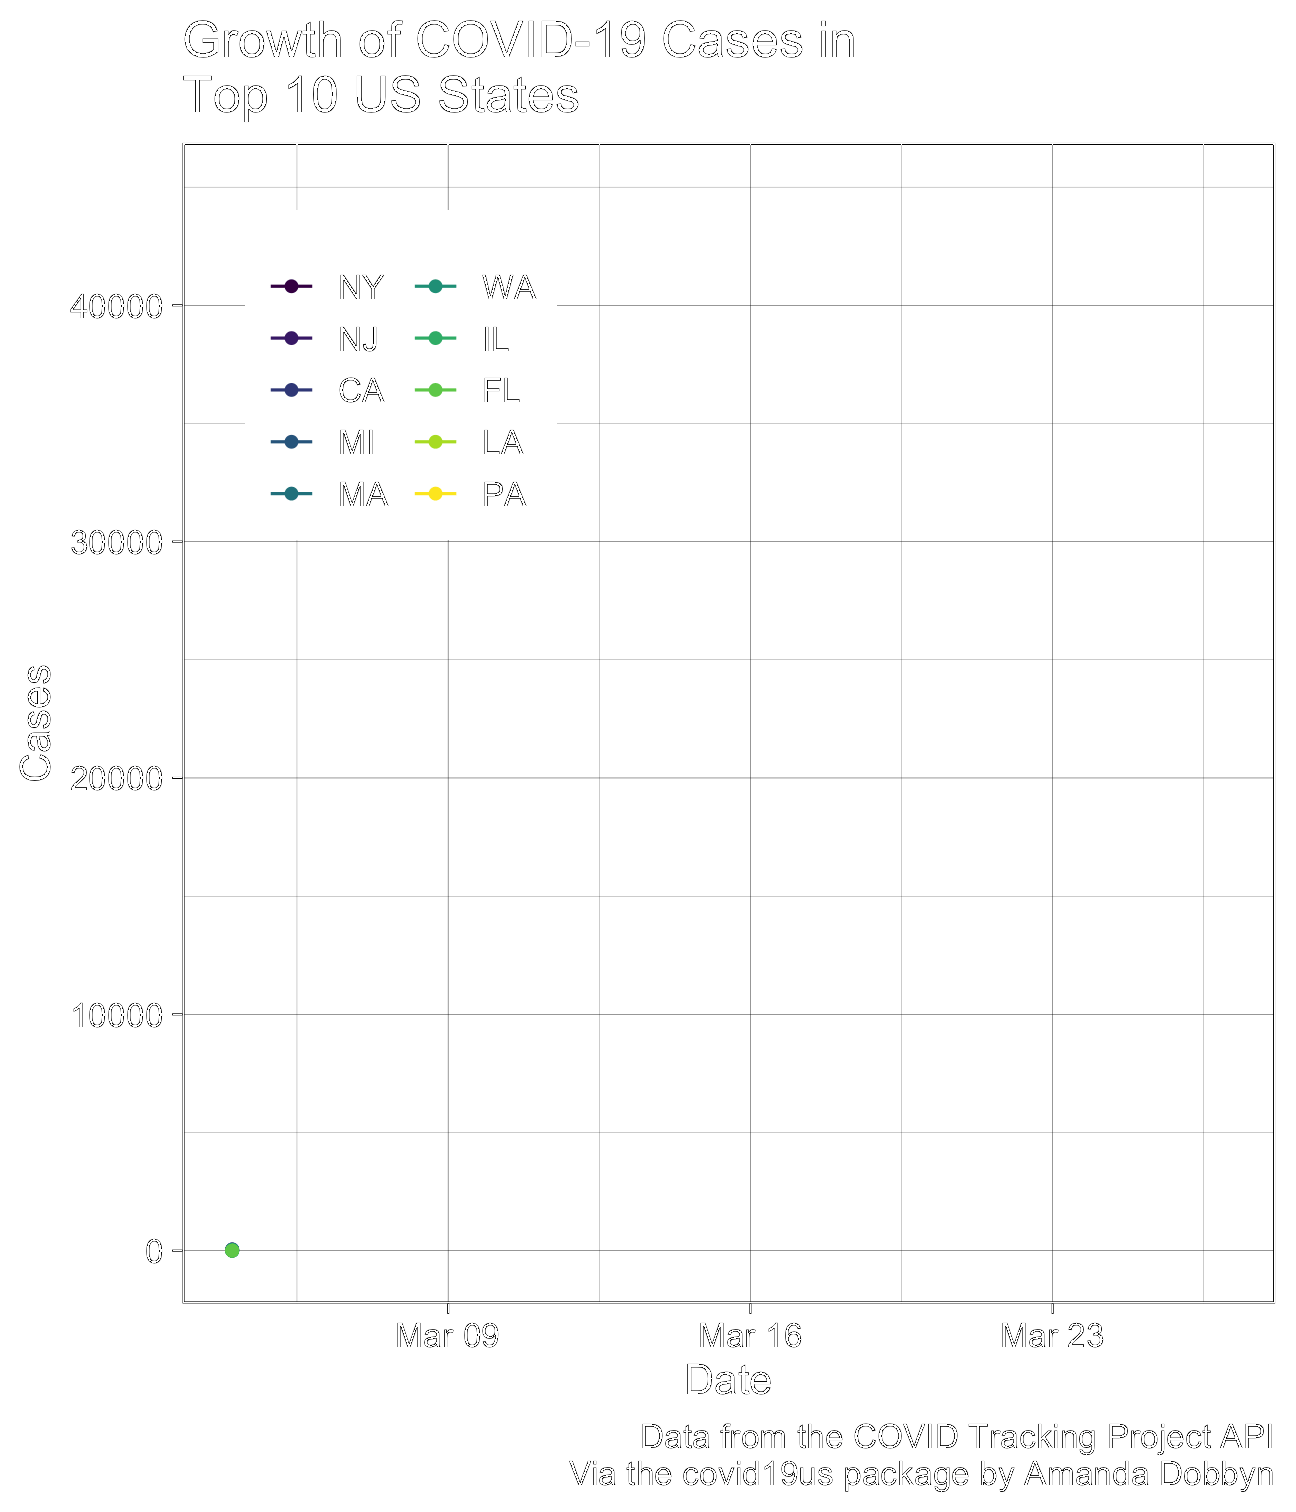 Growth of COVID-19 Cases in
Top 10 US States
NY WA
NJ IL
CA FL
MI LA
MA PA
40000
30000
20000
10000
0
Cases
Mar 09 Mar 16 Mar 23
Date
Data from the COVID Tracking Project API
Via the covid19us package by Amanda Dobbyn